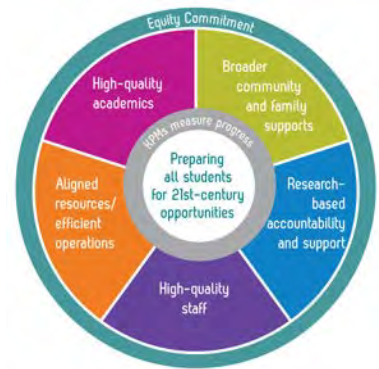 Equity Commitment
High-quality
academics
Broader
community
and family
supports
KPMs measure progress
Preparing
all students
for 21st-century
opportunities
Aligned
resources/
efficient
operations
Research-
based
accountability
and support
High-quality
staff